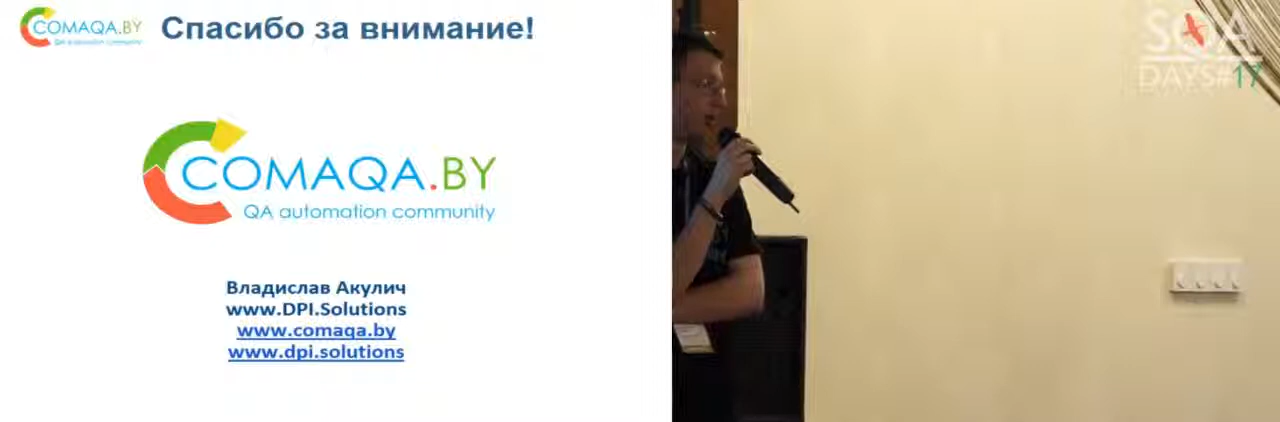 COMAQA.BY
QA automation community
Спасибо за внимание!
COMAQA.BY
QA automation community
Владислав Акулич
www.DPI.Solutions
www.comaqa.by
www.dpi.solutions
SQA
DAYS#17